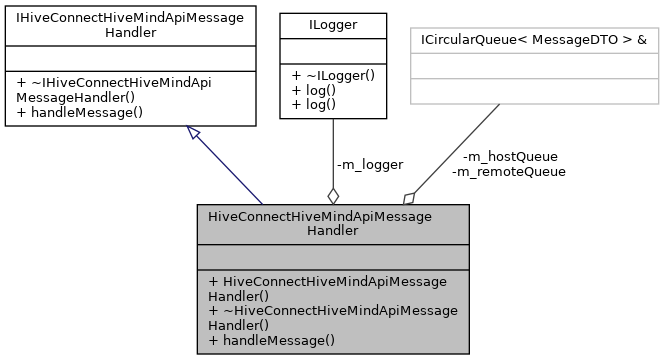 IHiveConnectHiveMindApiMessage
Handler
+ ~IHiveConnectHiveMindApi
MessageHandler()
+ handleMessage()
ILogger
+ ~ILogger()
+ log()
+ log()
ICircularQueue< MessageDTO > &
-m_logger
-m_hostQueue
-m_remoteQueue
HiveConnectHiveMindApiMessage
Handler
+ HiveConnectHiveMindApiMessage
Handler()
+ ~HiveConnectHiveMindApiMessage
Handler()
+ handleMessage()